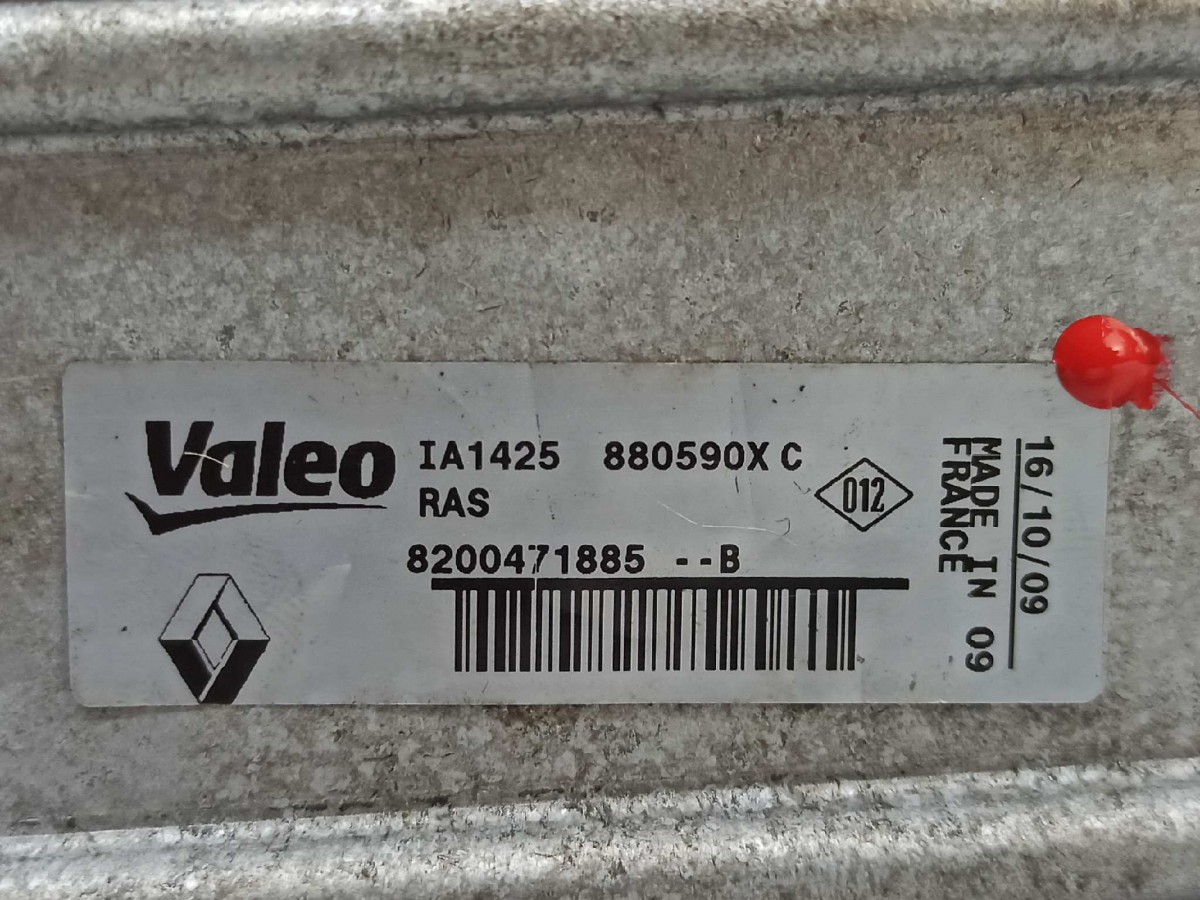 Valeo
IA1425 880590X C
RAS
012
8200471885 --B
16/10/09
MADE IN 09
FRANCE